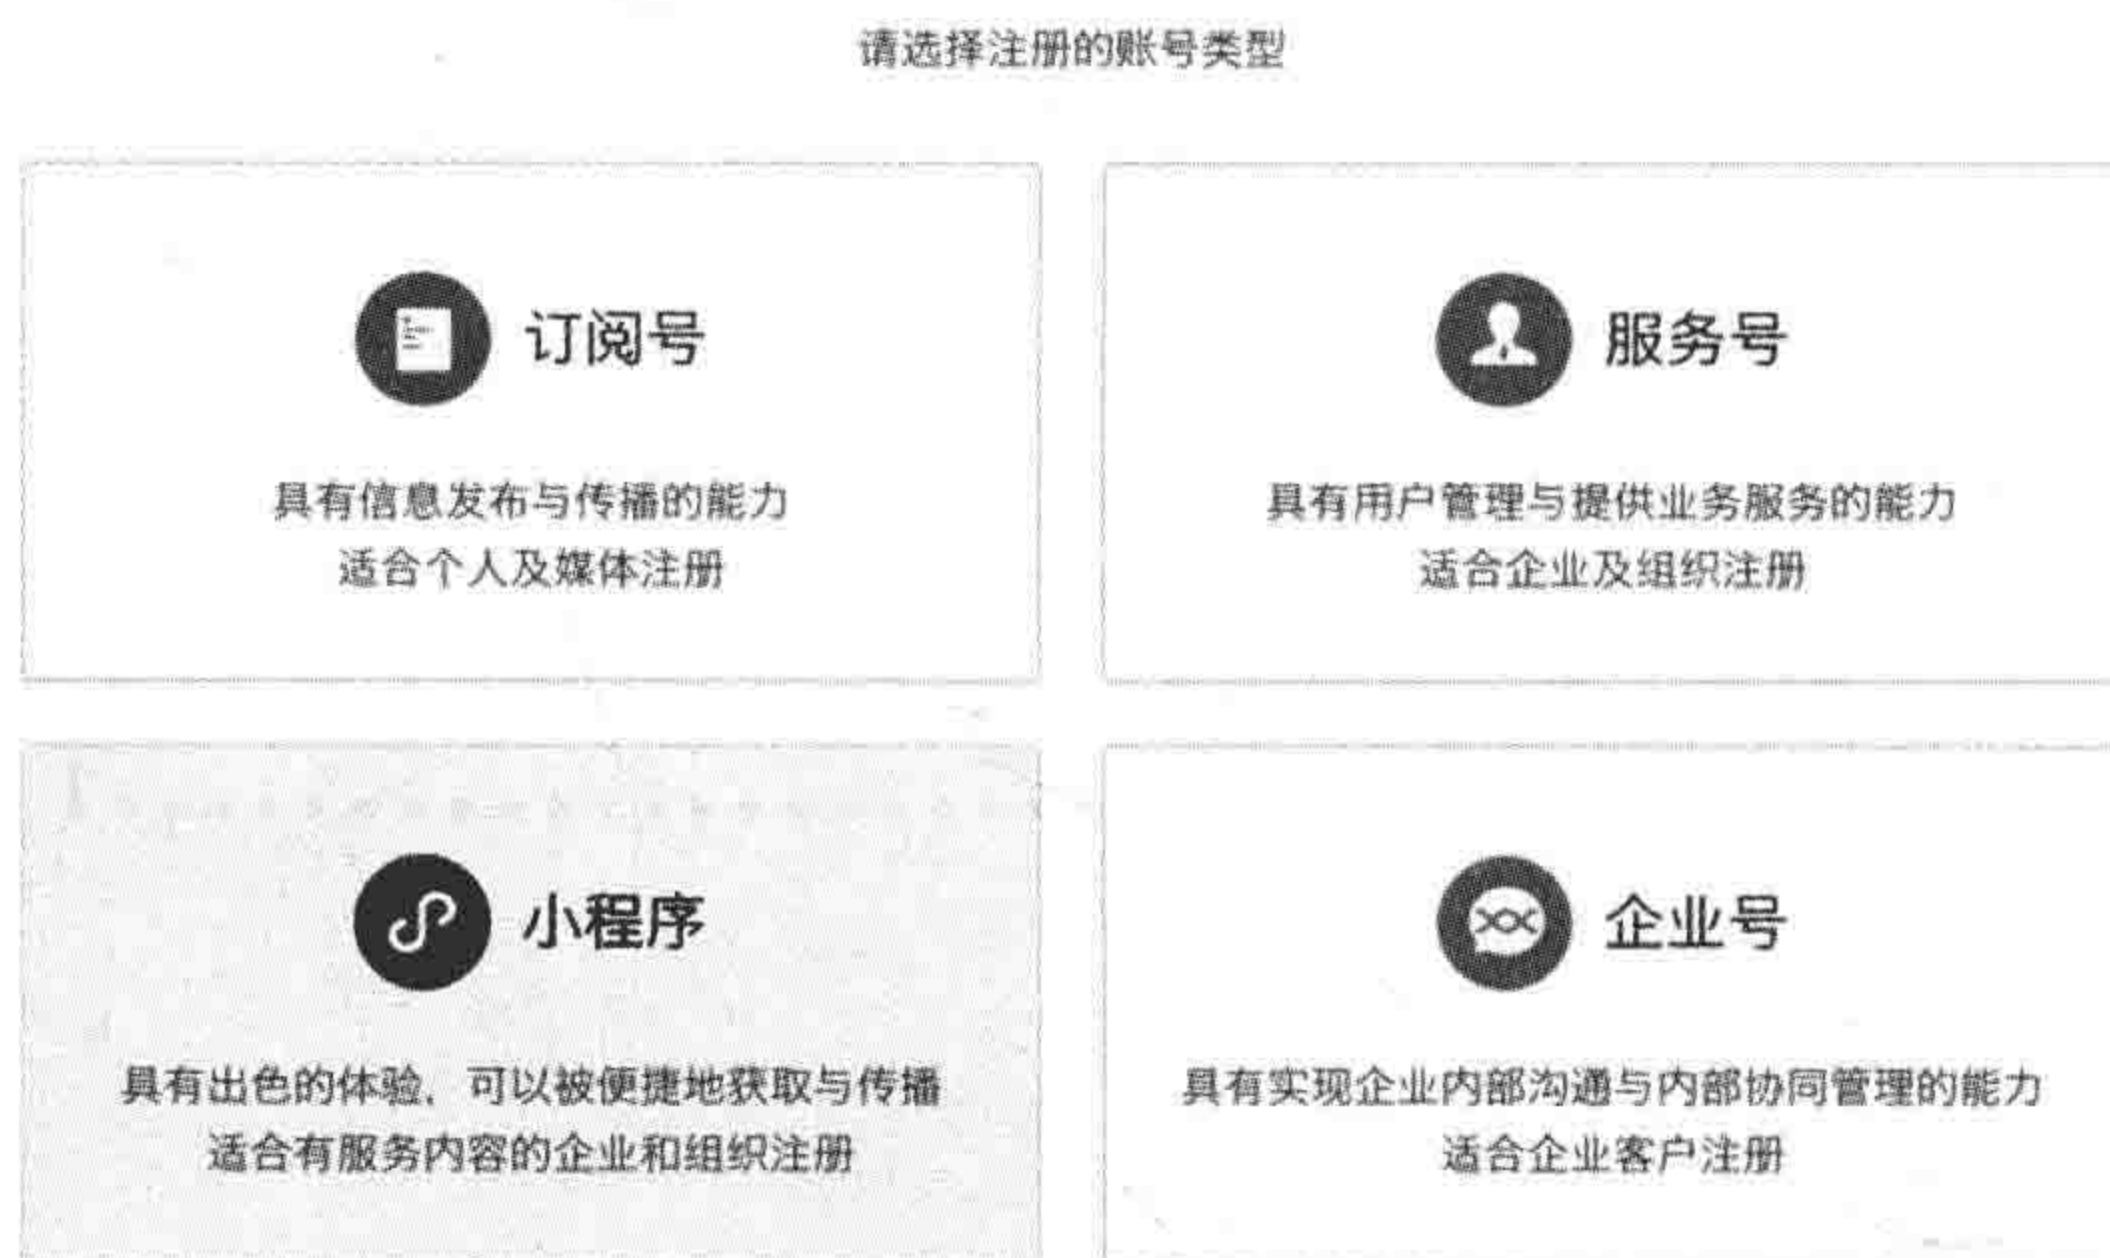 请选择注册的账号类型
订阅号
具有信息发布与传播的能力
适合个人及媒体注册
服务号
具有用户管理与提供业务服务的能力
适合企业及组织注册
小程序
具有出色的体验，可以被便捷地获取与传播
适合有服务内容的企业和组织注册
企业号
具有实现企业内部沟通与内部协同管理的能力
适合企业客户注册